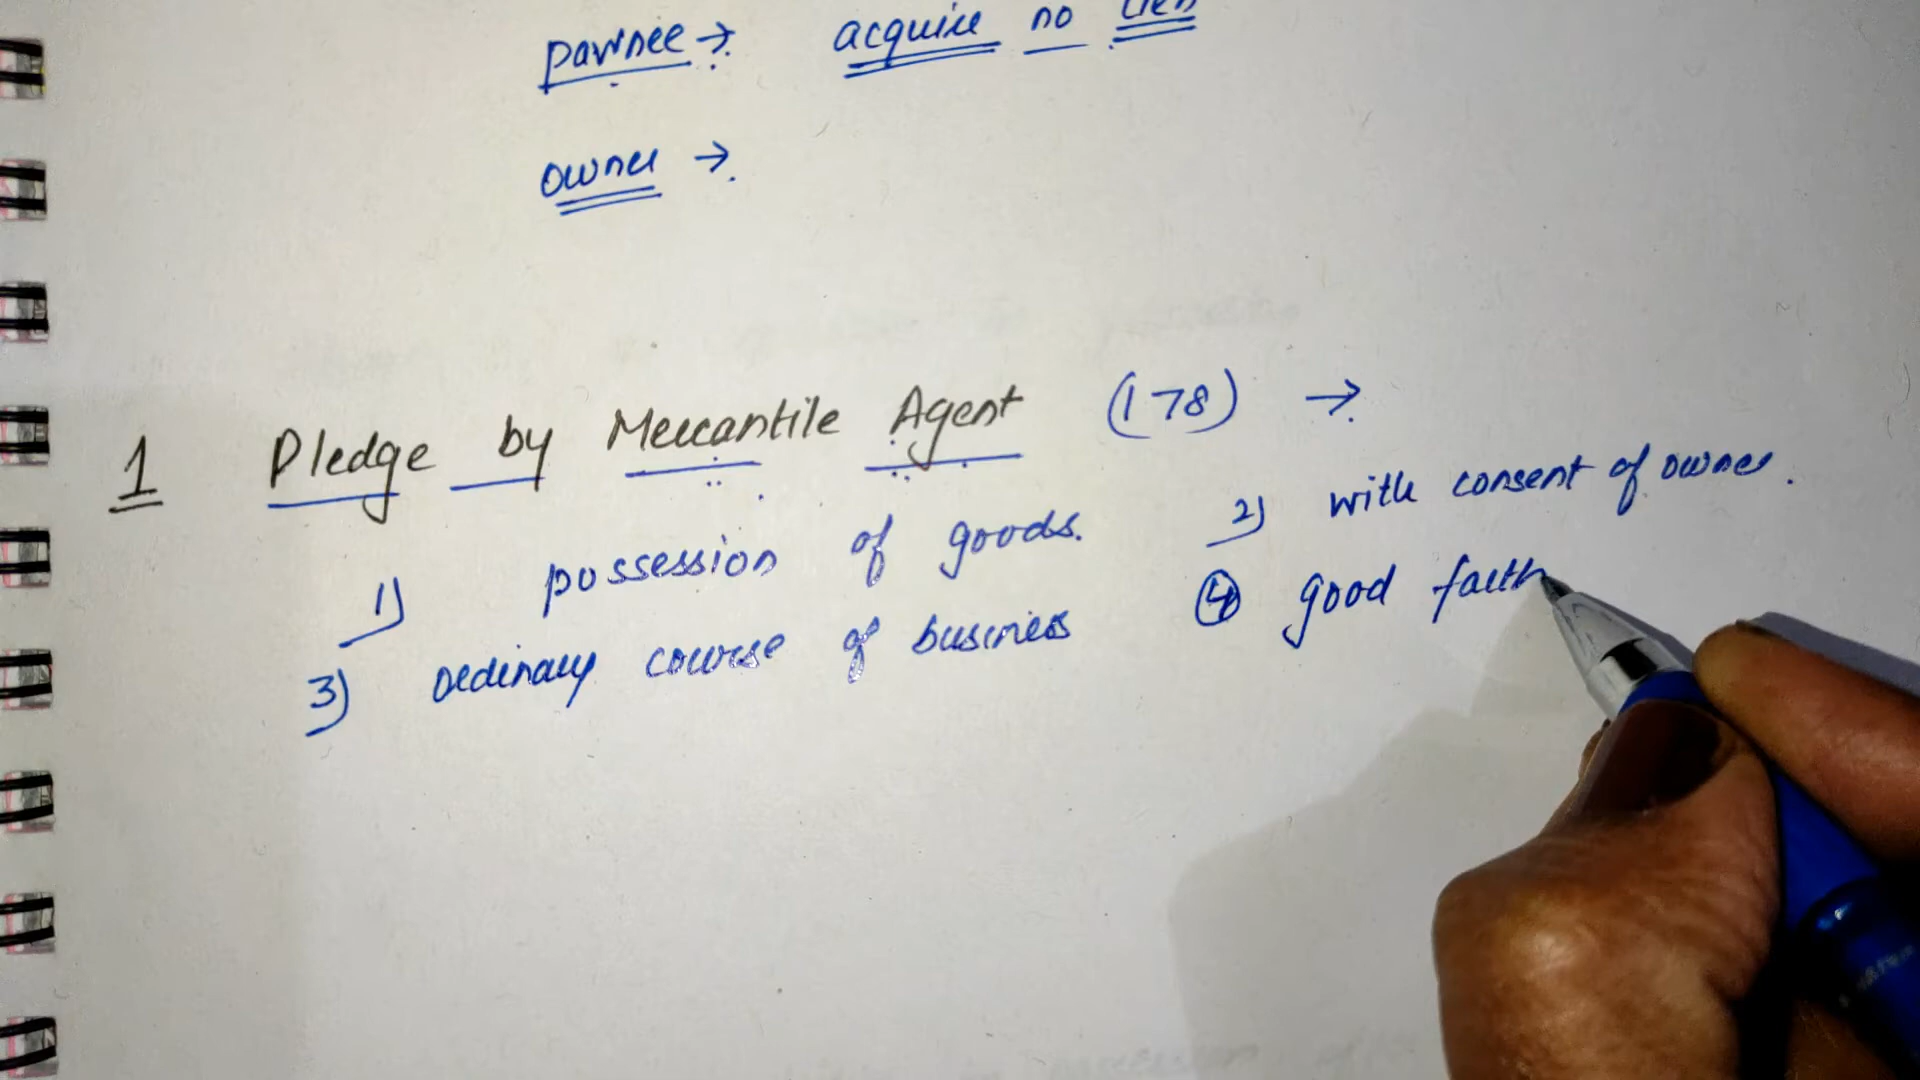 pawnee → acquire no lien
owner →
1 Pledge by Mercantile Agent (178) →
1) possession of goods. 2) with consent of owner.
3) ordinary course of business 4 good faith